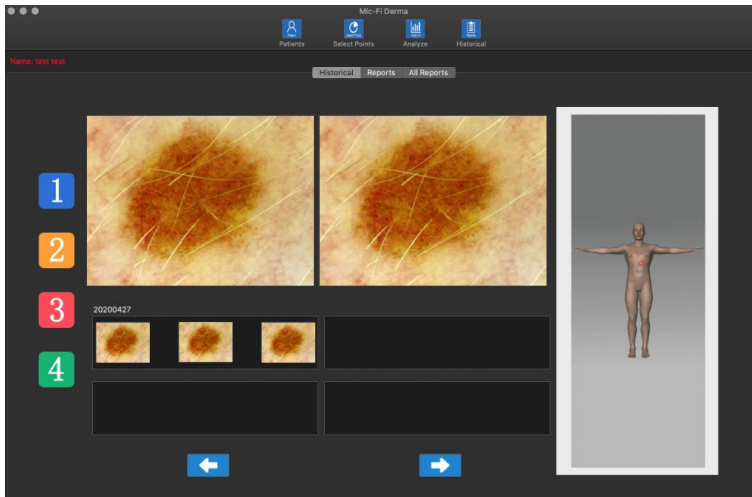 Mic-Fi Derma
Patients
Select Points
Analyze
Historical
Name: test test
Historical
Reports
All Reports
1
2
3
4
20200427